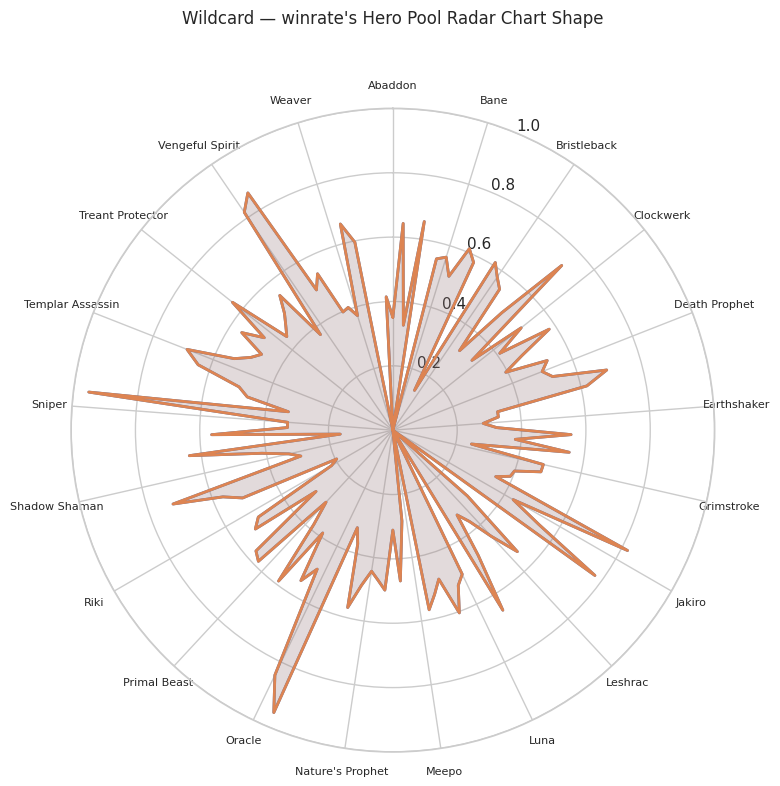 Wildcard — winrate's Hero Pool Radar Chart Shape
Abaddon
Weaver
Bane
1.0
Vengeful Spirit
Bristleback
0.8
Treant Protector
Clockwerk
0.6
Templar Assassin
0.4
Death Prophet
0.2
Sniper
Earthshaker
Shadow Shaman
Grimstroke
Riki
Jakiro
Primal Beast
Leshrac
Oracle
Luna
Nature's Prophet
Meepo